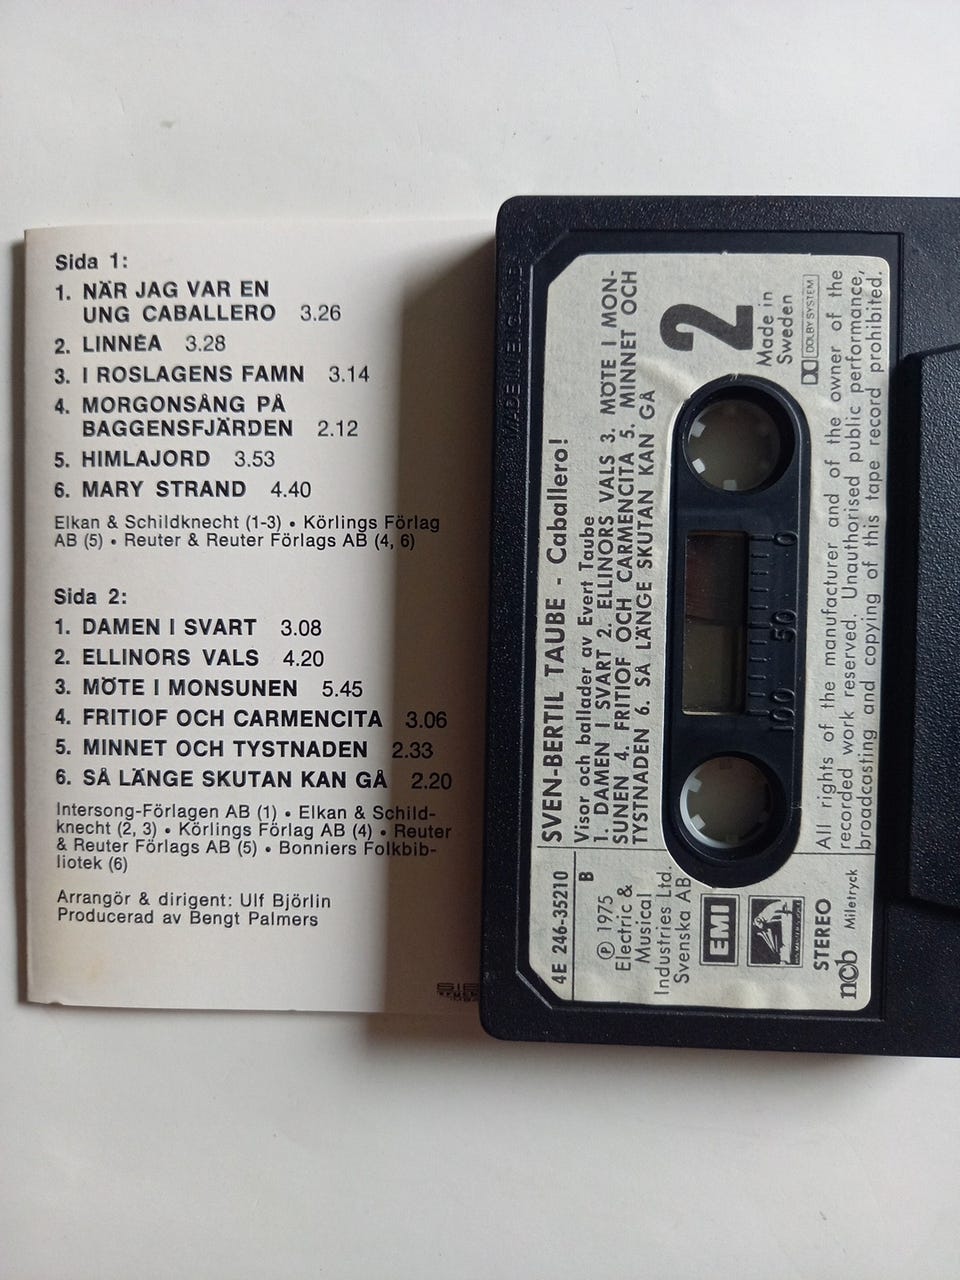 Sida 1:
1. NÄR JAG VAR EN
UNG CABALLERO 3.26
2. LINNÉA 3.28
3. I ROSLAGENS FAMN 3.14
4. MORGONSÅNG PÅ
BAGGENSFJÄRDEN 2.12
5. HIMLAJORD 3.53
6. MARY STRAND 4.40
Elkan & Schildknecht (1-3) • Körlings Förlag
AB (5) • Reuter & Reuter Förlags AB (4, 6)
Sida 2:
1. DAMEN I SVART 3.08
2. ELLINORS VALS 4.20
3. MÖTE I MONSUNEN 5.45
4. FRITIOF OCH CARMENCITA 3.06
5. MINNET OCH TYSTNADEN 2.33
6. SÅ LÄNGE SKUTAN KAN GÅ 2.20
Intersong-Förlagen AB (1) • Elkan & Schild-
knecht (2, 3) • Körlings Förlag AB (4) • Reuter
& Reuter Förlags AB (5) • Bonniers Folkbib-
liotek (6)
Arrangör & dirigent: Ulf Björlin
Producerad av Bengt Palmers
SVEN-BERTIL TAUBE - Caballero!
Visor och ballader av Evert Taube
1. DAMEN I SVART 2. ELLINORS VALS 3. MÖTE I MON-
SUNEN 4. FRITIOF OCH CARMENCITA 5. MINNET OCH
TYSTNADEN 6. SÅ LÄNGE SKUTAN KAN GÅ
2
Made in
Sweden
DOLBY SYSTEM
100 50 0
4E 246-35210
B
℗ 1975
Electric &
Musical
Industries Ltd.
Svenska AB
EMI
STEREO
ncb Miletryck
All rights of the manufacturer and of the owner of the
recorded work reserved. Unauthorised public performance,
broadcasting and copying of this tape record prohibited.